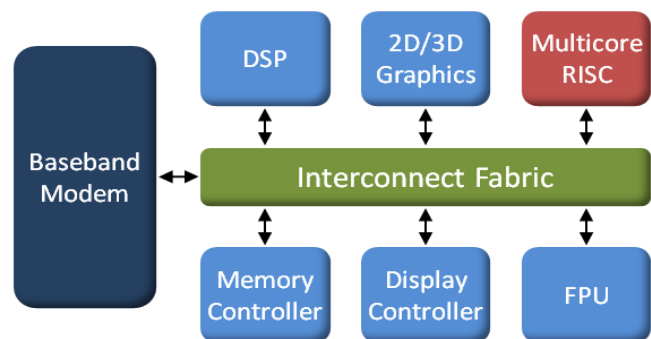 DSP
2D/3D
Graphics
Multicore
RISC
Baseband
Modem
Interconnect Fabric
Memory
Controller
Display
Controller
FPU